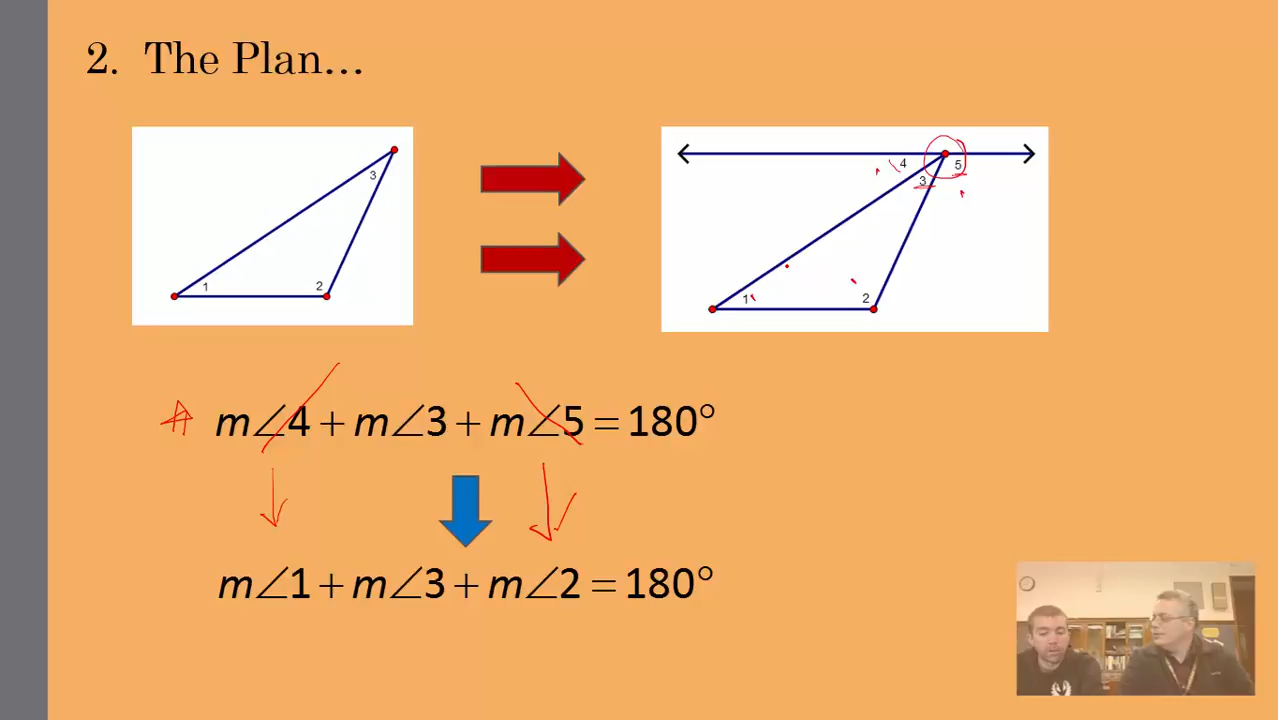 2. The Plan...
3
1
2
4
5
3
1
2
m∠4 + m∠3 + m∠5 = 180°
m∠1 + m∠3 + m∠2 = 180°